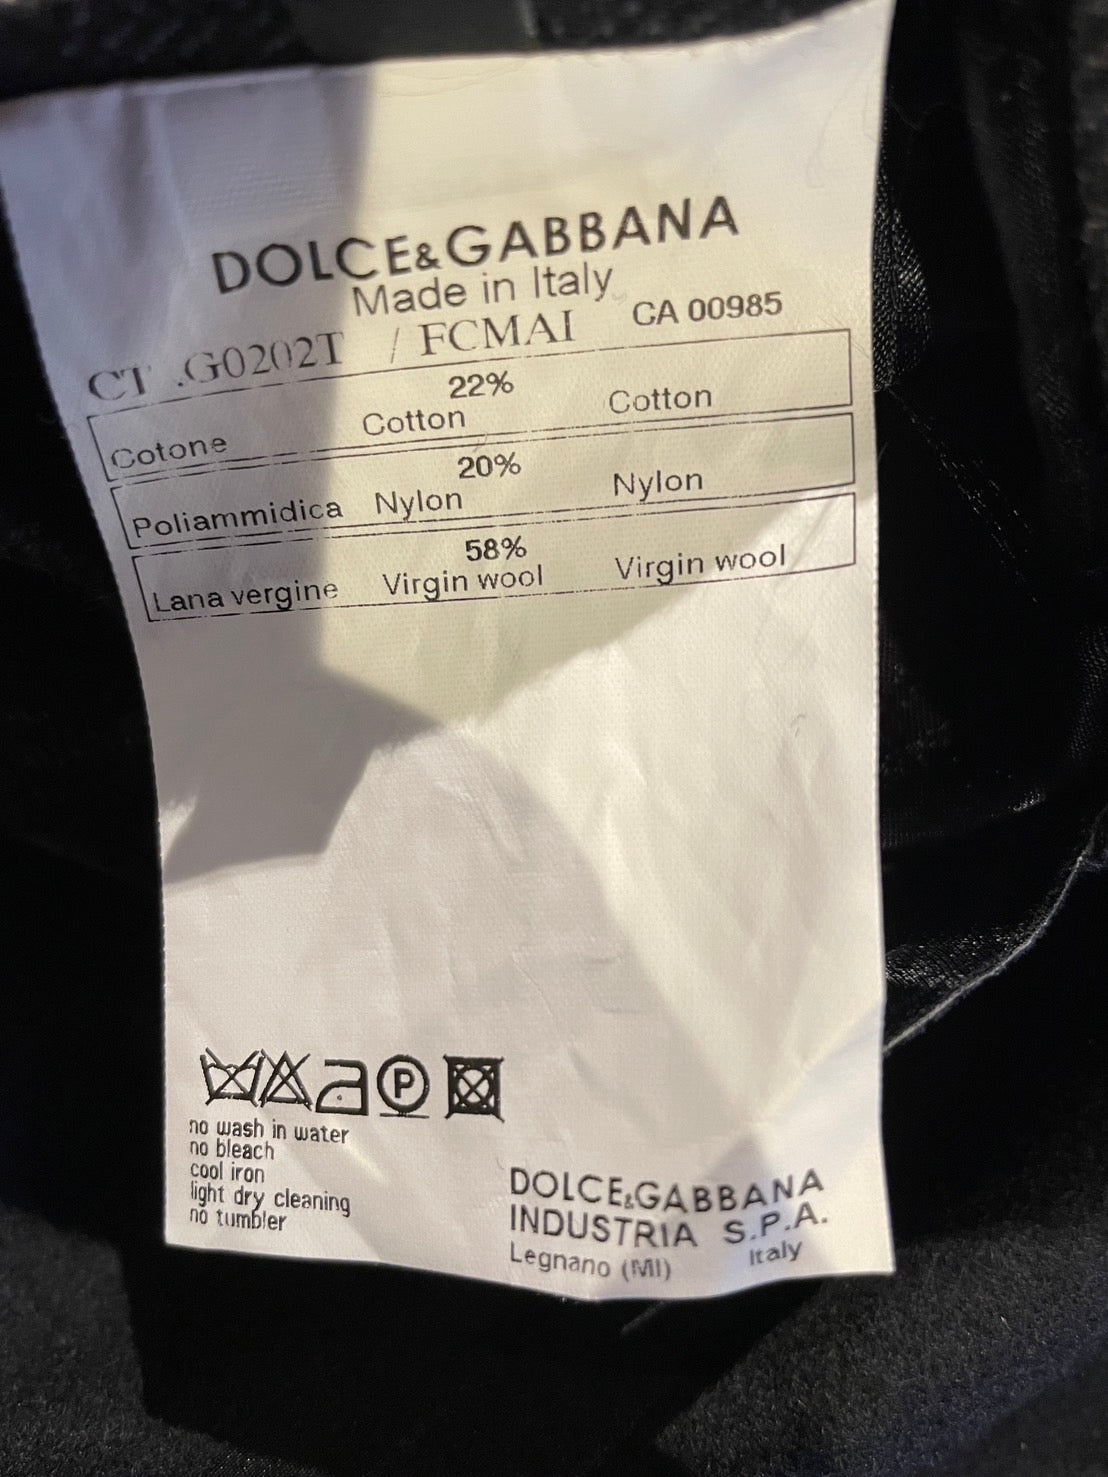 DOLCE&GABBANA
Made in Italy
CT .G0202T / FCMAI CA 00985
22%
Cotone Cotton Cotton
20%
Poliammidica Nylon Nylon
58%
Lana vergine Virgin wool Virgin wool
P
no wash in water
no bleach
cool iron
light dry cleaning
no tumbler
DOLCE&GABBANA
INDUSTRIA S.P.A.
Legnano (MI) Italy